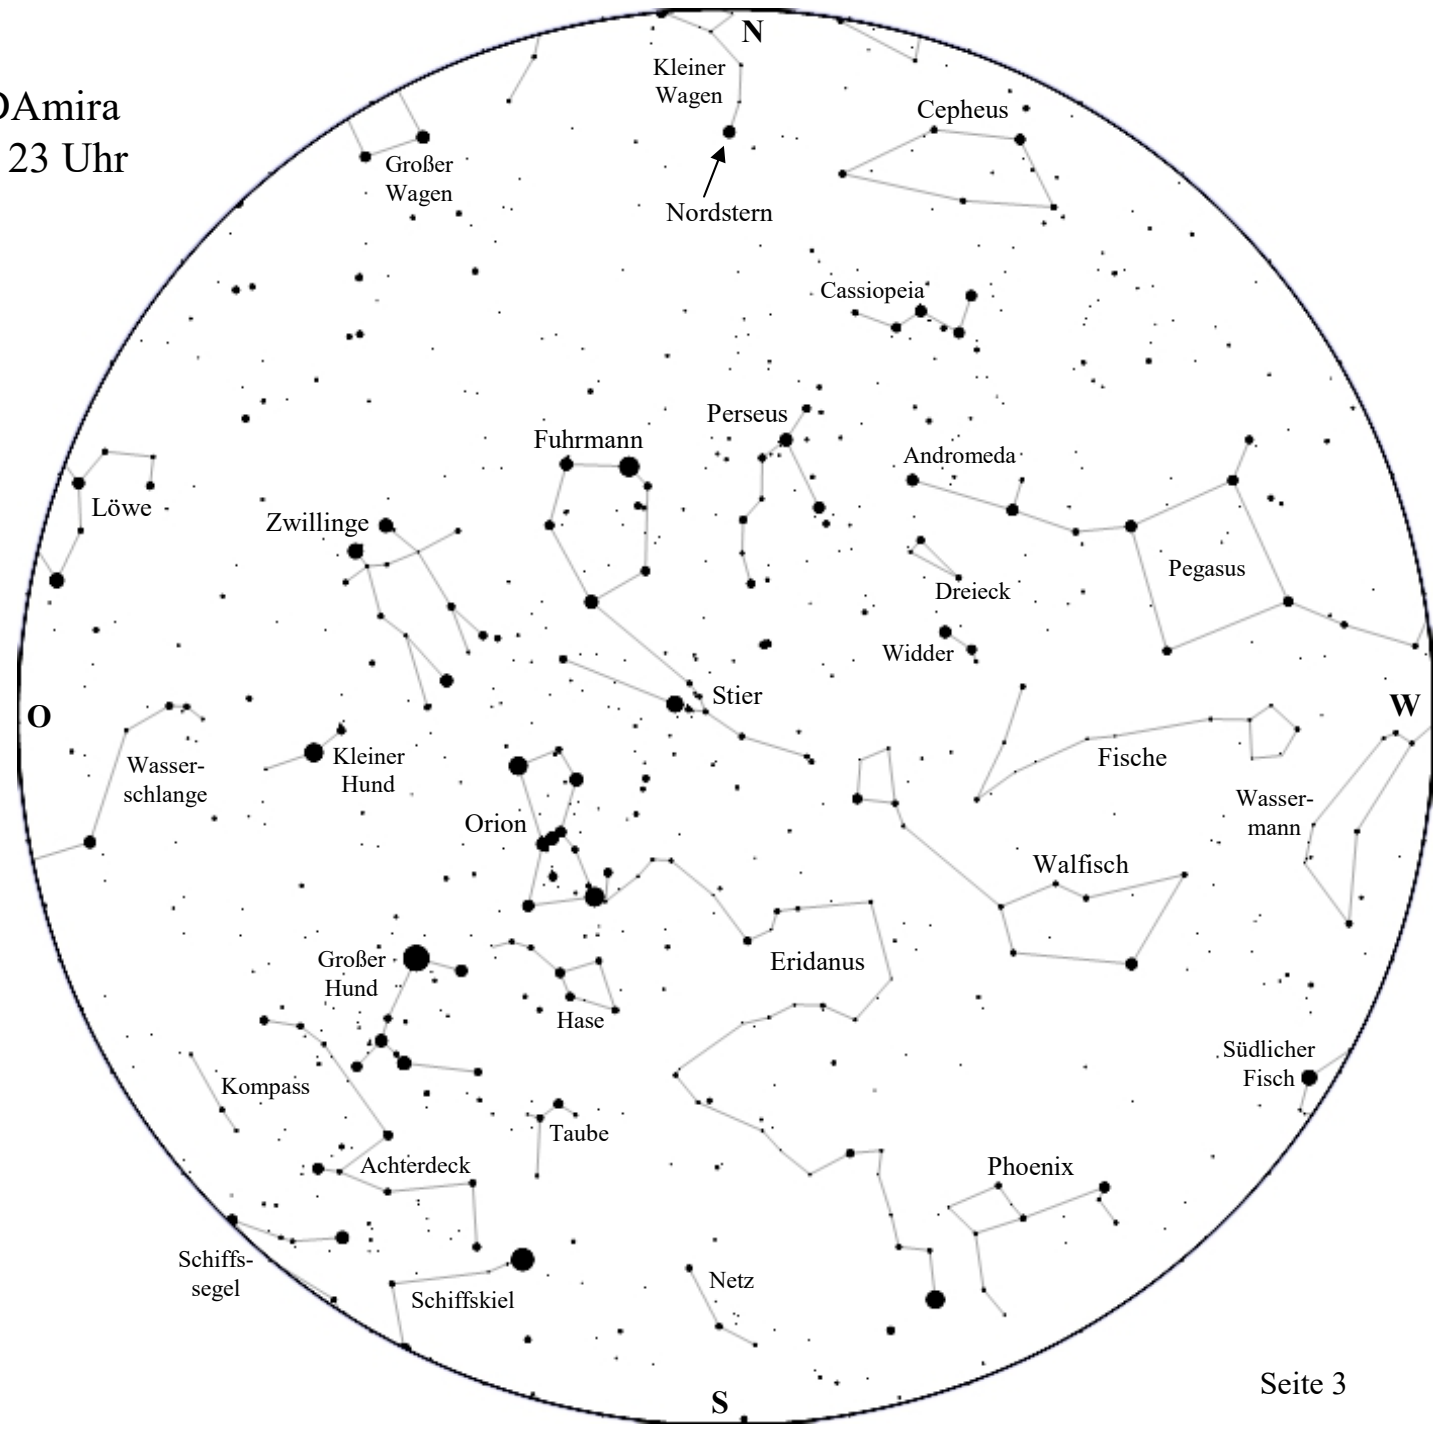 N
Kleiner
Wagen
DAmira
23 Uhr
Cepheus
Großer
Wagen
Nordstern
Cassiopeia
Perseus
Fuhrmann
Andromeda
Löwe
Zwillinge
Pegasus
Dreieck
Widder
Stier
O
W
Wasser-
schlange
Kleiner
Hund
Fische
Wasser-
mann
Orion
Walfisch
Großer
Hund
Eridanus
Hase
Südlicher
Fisch
Kompass
Taube
Achterdeck
Phoenix
Schiffs-
segel
Schiffskiel
Netz
Seite 3
S